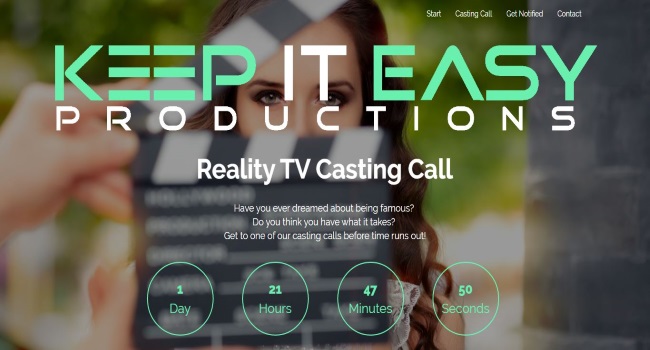 Start Casting Call Get Notified Contact
KEEP IT EASY
PRODUCTIONS
Reality TV Casting Call
Have you ever dreamed about being famous?
Do you think you have what it takes?
Get to one of our casting calls before time runs out!
1 21 47 50
Day Hours Minutes Seconds
HOLLYWOOD